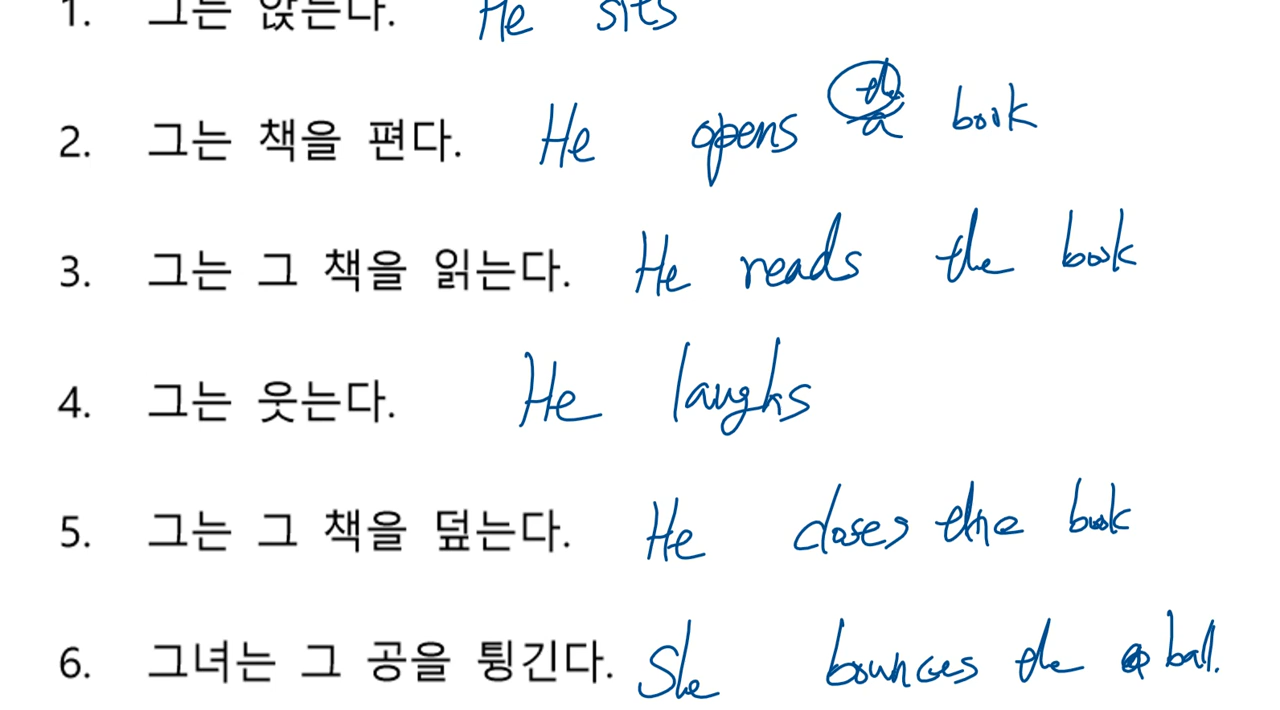 1. 그는 앉는다. He sits
2. 그는 책을 편다. He opens the a book
3. 그는 그 책을 읽는다. He reads the book
4. 그는 웃는다. He laughs
5. 그는 그 책을 덮는다. He closes the book
6. 그녀는 그 공을 튕긴다. She bounces the ball.